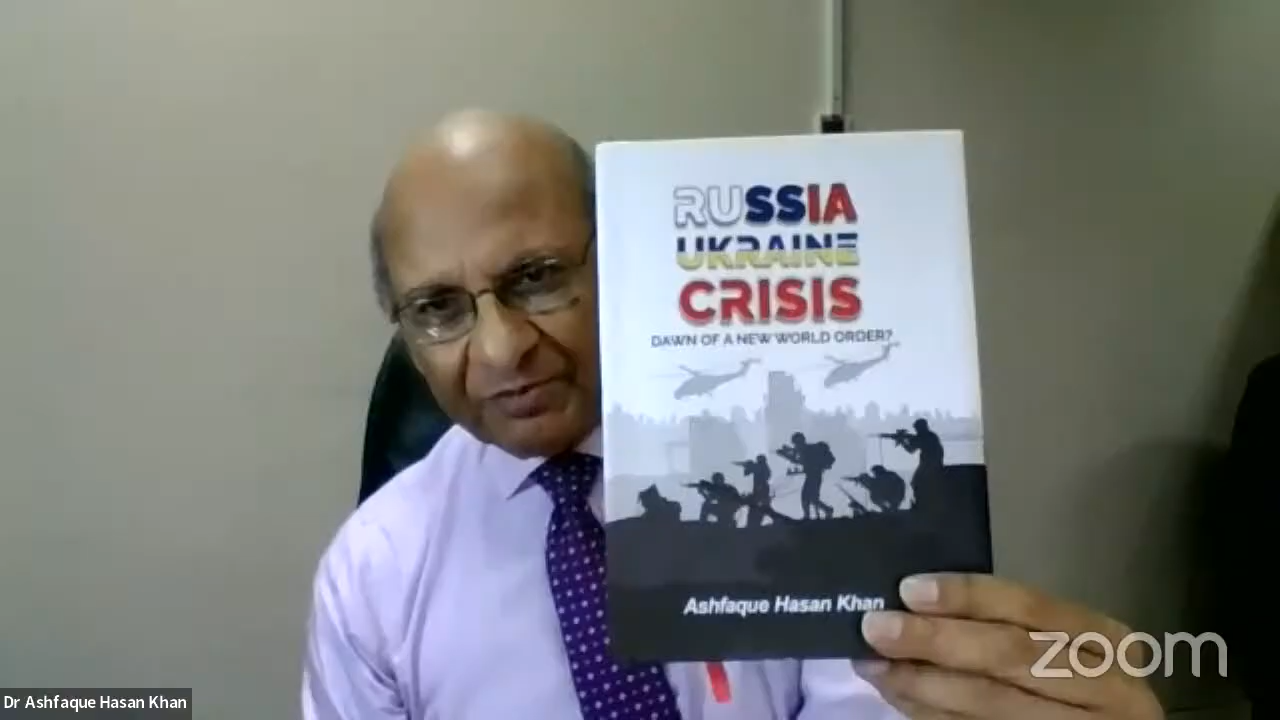 RUSSIA
UKRAINE
CRISIS
DAWN OF A NEW WORLD ORDER?
Ashfaque Hasan Khan
zoom
Dr Ashfaque Hasan Khan